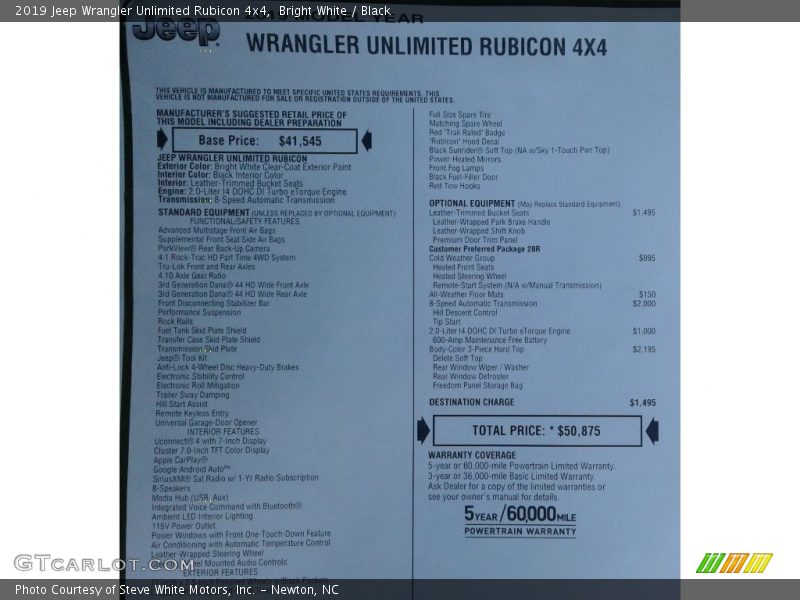 2019 Jeep Wrangler Unlimited Rubicon 4x4, Bright White / Black
2019 MODEL YEAR
Jeep
WRANGLER UNLIMITED RUBICON 4X4
THIS VEHICLE IS MANUFACTURED TO MEET SPECIFIC UNITED STATES REQUIREMENTS. THIS
VEHICLE IS NOT MANUFACTURED FOR SALE OR REGISTRATION OUTSIDE OF THE UNITED STATES.
MANUFACTURER'S SUGGESTED RETAIL PRICE OF
THIS MODEL INCLUDING DEALER PREPARATION
Base Price: $41,545
JEEP WRANGLER UNLIMITED RUBICON
Exterior Color: Bright White Clear-Coat Exterior Paint
Interior Color: Black Interior Color
Interior: Leather-Trimmed Bucket Seats
Engine: 2.0-Liter I4 DOHC DI Turbo eTorque Engine
Transmission: 8-Speed Automatic Transmission
STANDARD EQUIPMENT (UNLESS REPLACED BY OPTIONAL EQUIPMENT)
FUNCTIONAL/SAFETY FEATURES
Advanced Multistage Front Air Bags
Supplemental Front Seat Side Air Bags
ParkView® Rear Back-Up Camera
4:1 Rock-Trac HD Part Time 4WD System
Tru-Lok Front and Rear Axles
4.10 Axle Gear Ratio
3rd Generation Dana® 44 HD Wide Front Axle
3rd Generation Dana® 44 HD Wide Rear Axle
Front Disconnecting Stabilizer Bar
Performance Suspension
Rock Rails
Fuel Tank Skid Plate Shield
Transfer Case Skid Plate Shield
Transmission Skid Plate
Jeep® Tool Kit
Anti-Lock 4-Wheel Disc Heavy-Duty Brakes
Electronic Stability Control
Electronic Roll Mitigation
Trailer Sway Damping
Hill Start Assist
Remote Keyless Entry
Universal Garage-Door Opener
INTERIOR FEATURES
Uconnect® 4 with 7-Inch Display
Cluster 7.0-Inch TFT Color Display
Apple CarPlay®
Google Android Auto™
SiriusXM® Sat Radio w/ 1-Yr Radio Subscription
8-Speakers
Media Hub (USB, Aux)
Integrated Voice Command with Bluetooth®
Ambient LED Interior Lighting
115V Power Outlet
Power Windows with Front One-Touch-Down Feature
Air Conditioning with Automatic Temperature Control
Leather-Wrapped Steering Wheel
Mounted Audio Controls
EXTERIOR FEATURES
Full Size Spare Tire
Matching Spare Wheel
Red "Trail Rated" Badge
"Rubicon" Hood Decal
Black Sunrider® Soft Top (NA w/Sky 1-Touch Pwr Top)
Power-Heated Mirrors
Front Fog Lamps
Black Fuel-Filler Door
Red Tow Hooks
OPTIONAL EQUIPMENT (May Replace Standard Equipment)
Leather-Trimmed Bucket Seats $1,495
Leather-Wrapped Park Brake Handle
Leather-Wrapped Shift Knob
Premium Door Trim Panel
Customer Preferred Package 28R
Cold Weather Group $995
Heated Front Seats
Heated Steering Wheel
Remote-Start System (N/A w/Manual Transmission)
All-Weather Floor Mats $150
8-Speed Automatic Transmission $2,000
Hill Descent Control
Tip Start
2.0-Liter I4 DOHC DI Turbo eTorque Engine $1,000
600-Amp Maintenance Free Battery
Body-Color 3-Piece Hard Top $2,195
Delete Soft Top
Rear Window Wiper / Washer
Rear Window Defroster
Freedom Panel Storage Bag
DESTINATION CHARGE $1,495
TOTAL PRICE: * $50,875
WARRANTY COVERAGE
5-year or 60,000-mile Powertrain Limited Warranty.
3-year or 36,000-mile Basic Limited Warranty.
Ask Dealer for a copy of the limited warranties or
see your owner's manual for details.
5 YEAR / 60,000 MILE
POWERTRAIN WARRANTY
GTcarlot.com
Photo Courtesy of Steve White Motors, Inc. - Newton, NC